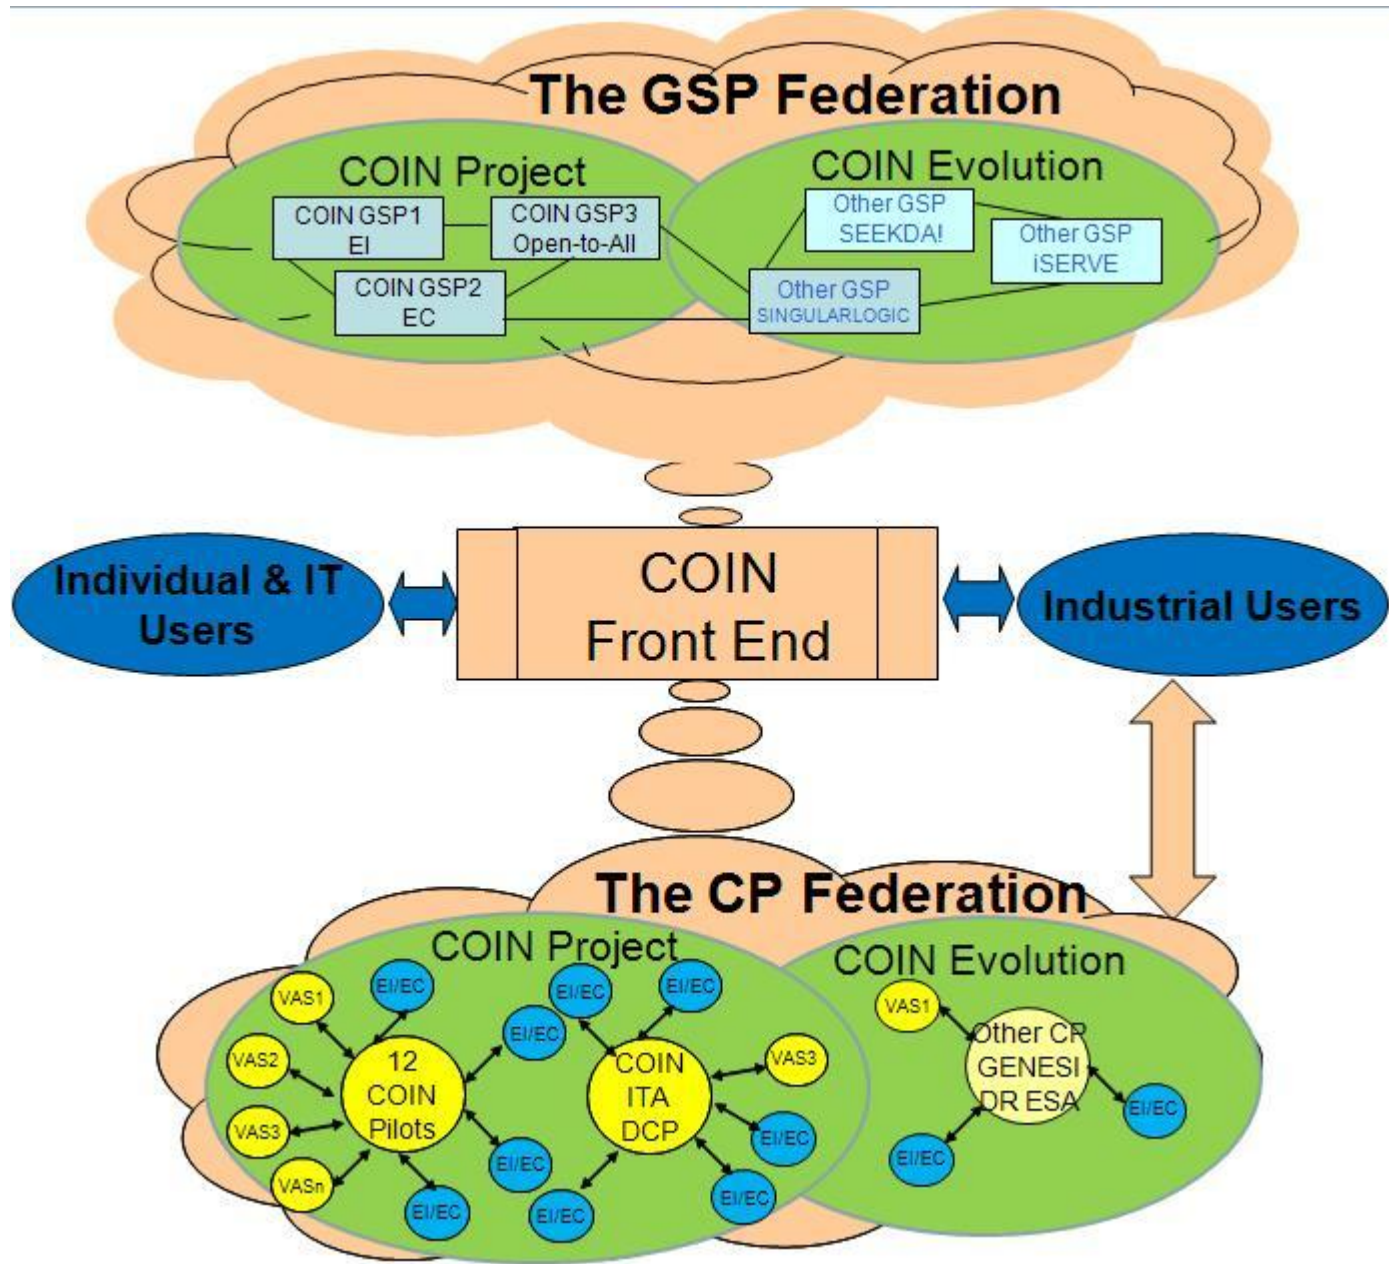 The GSP Federation
COIN Project
COIN GSP1
EI
COIN GSP3
Open-to-All
COIN GSP2
EC
COIN Evolution
Other GSP
SEEKDA!
Other GSP
iSERVE
Other GSP
SINGULARLOGIC
Individual & IT
Users
COIN
Front End
Industrial Users
The CP Federation
COIN Project
VAS1
EI/EC
VAS2
VAS3
VASn
12
COIN
Pilots
EI/EC
EI/EC
EI/EC
EI/EC
EI/EC
COIN
ITA
DCP
VAS3
EI/EC
EI/EC
EI/EC
COIN Evolution
VAS1
Other CP
GENESI
DR ESA
EI/EC
EI/EC